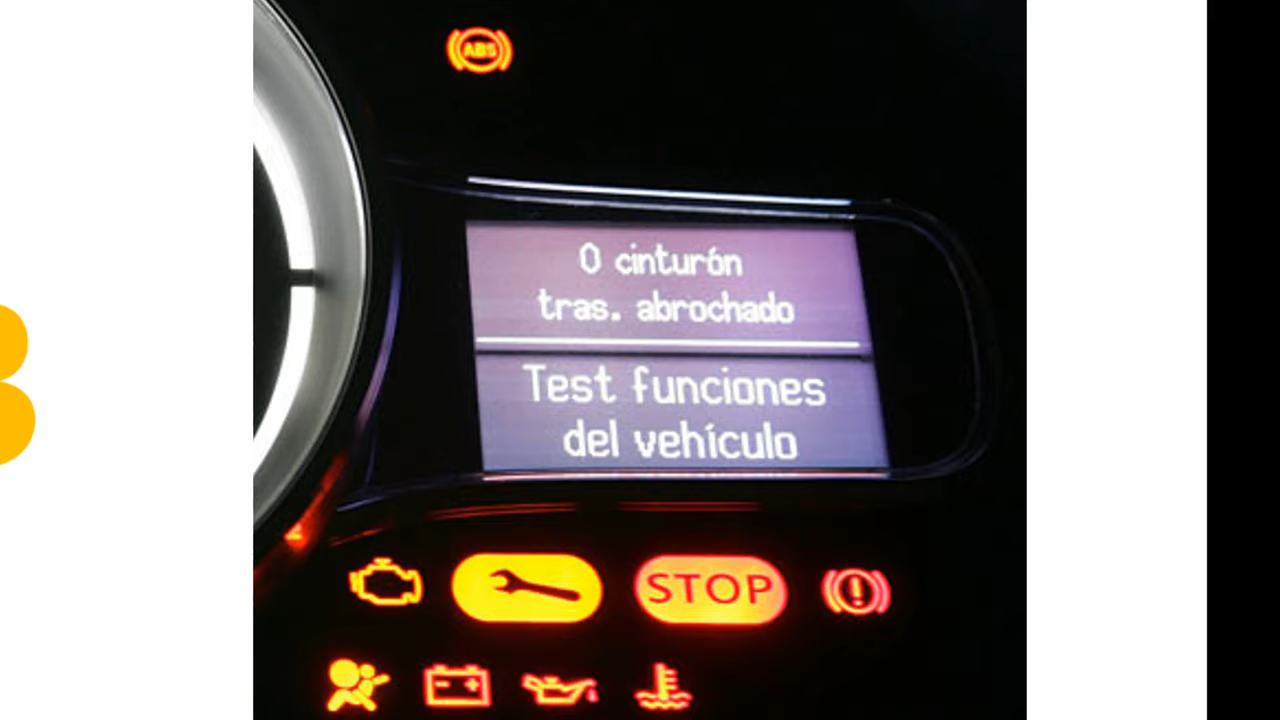 ABS
0 cinturón
tras. abrochado
Test funciones
del vehículo
STOP